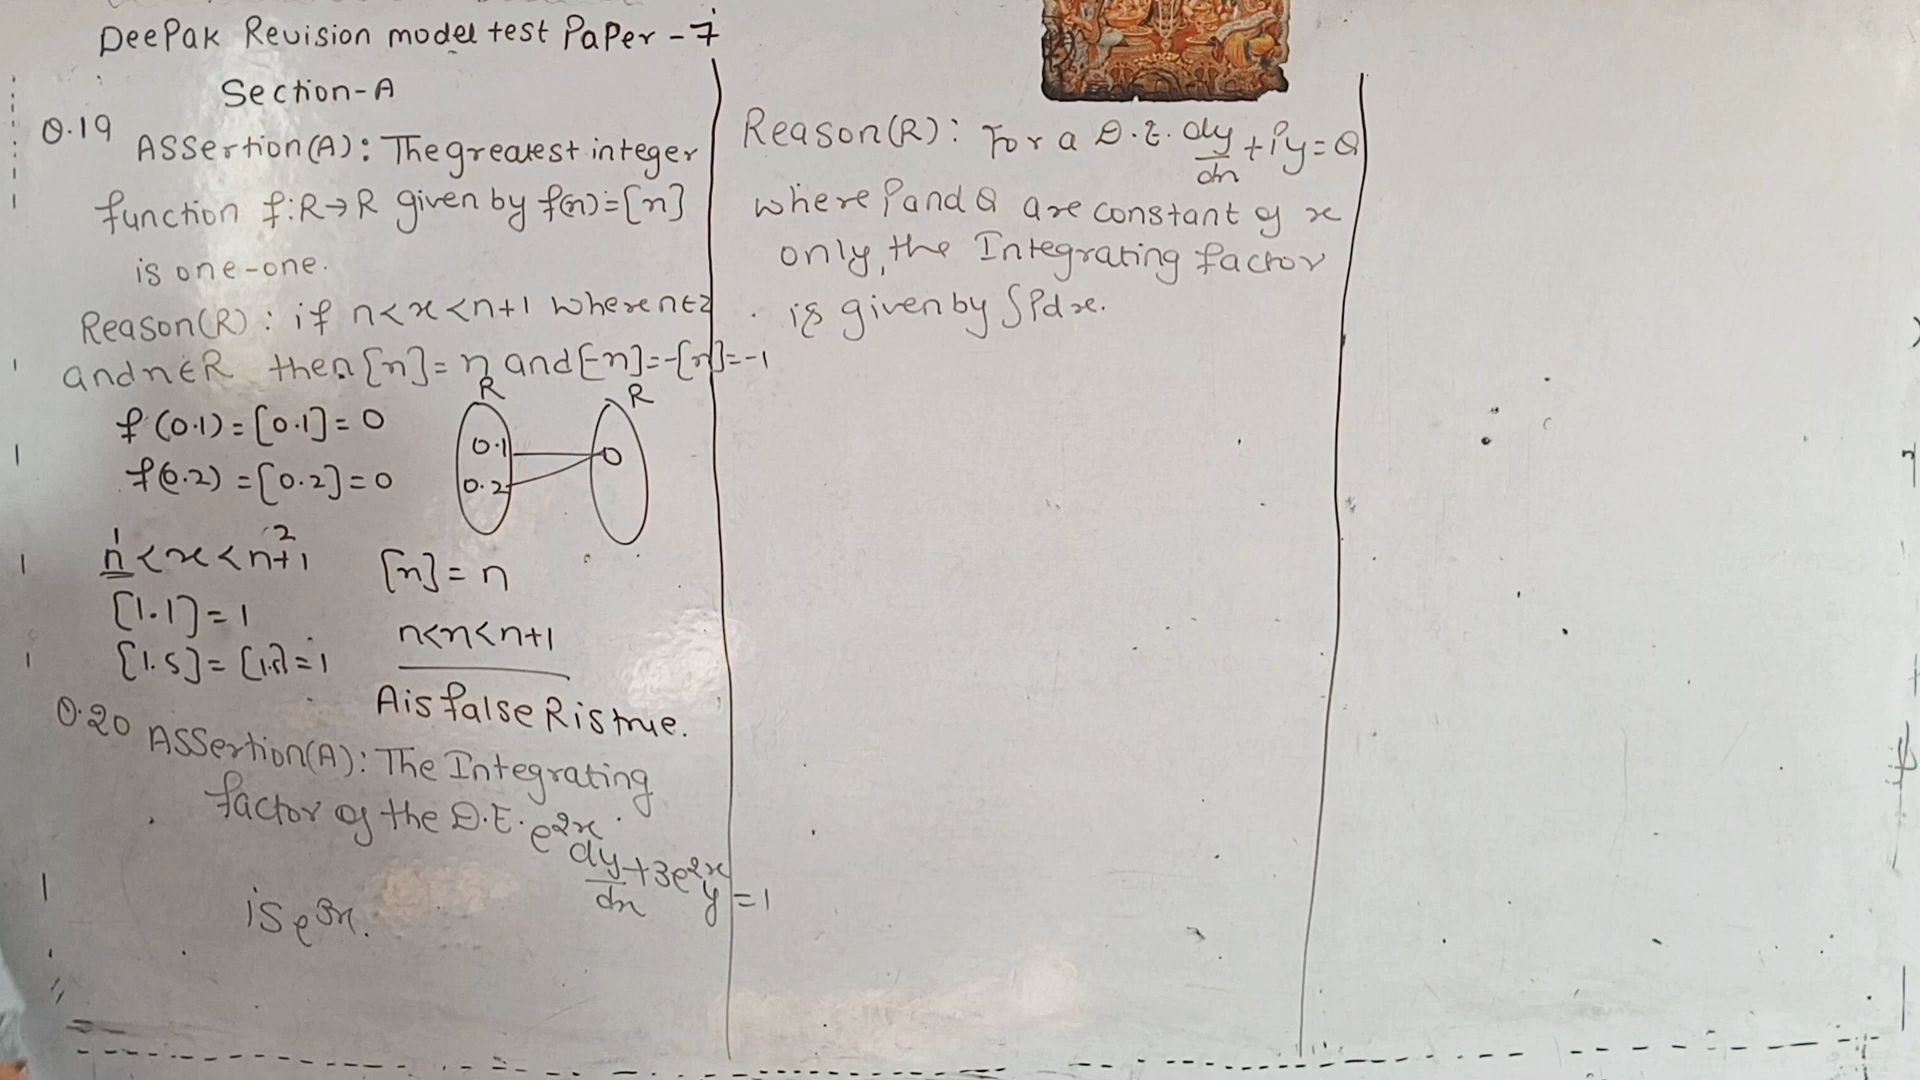 DeePak Revision model test PaPer - 7
Section-A
Q.19
Assertion(A): The greatest integer
function f:R→R given by f(x)=[x]
is one-one.
Reason(R): if n<x<n+1 where n∈Z
and x∈R then [x]= n and [-x]=-[x]=-1
f(0.1)=[0.1]=0
f(0.2)=[0.2]=0
R R
0.1 0
0.2
1 2
n<x<n+1 [x]=n
[1.1]=1 n<x<n+1
[1.5]= =1
A is false R is true.
Q.20 Assertion(A): The Integrating
factor of the D.E. e^2x dy/dx +3e^2x y =1
is e^3x.
Reason(R): For a D.E. dy/dx +Py=Q
where P and Q are constant of x
only, the Integrating factor
is given by ∫Pdx.